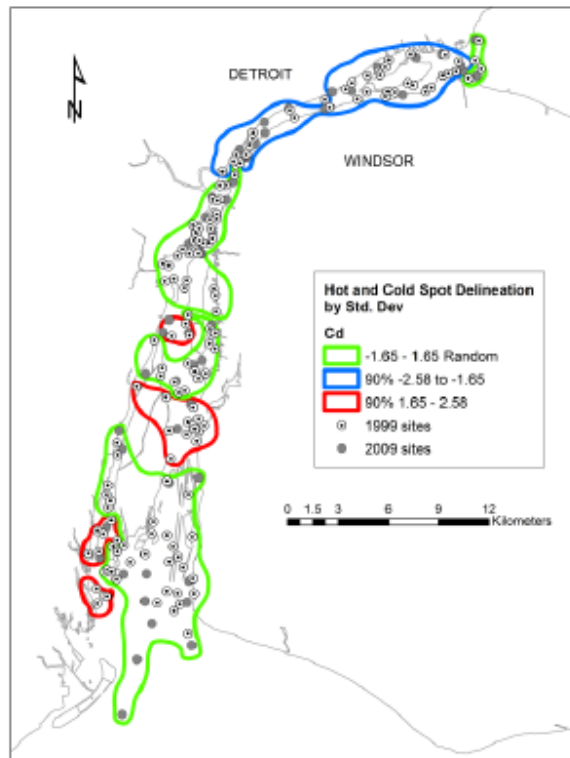 DETROIT
WINDSOR
N
Hot and Cold Spot Delineation
by Std. Dev
Cd
-1.65 - 1.65 Random
90% -2.58 to -1.65
90% 1.65 - 2.58
1999 sites
2009 sites
0 1.5 3 6 9 12
Kilometers